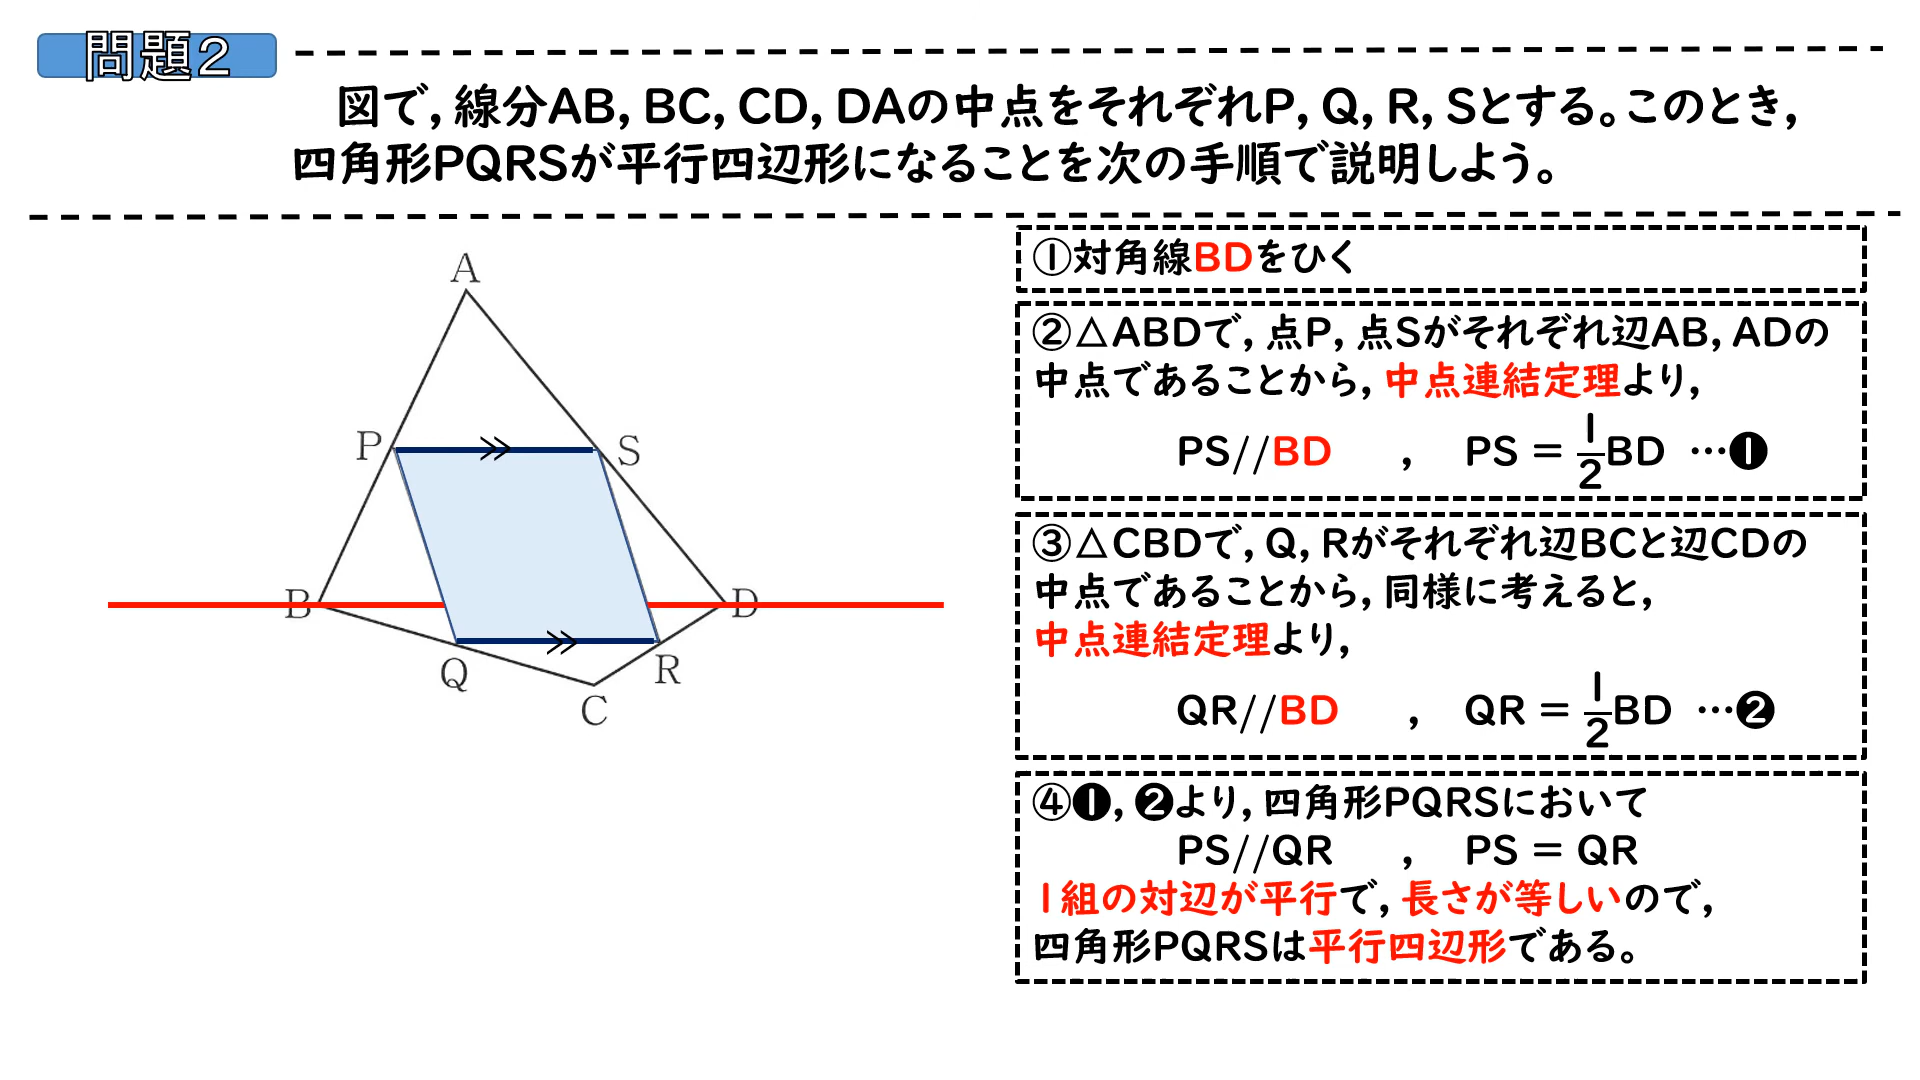 問題２
図で，線分AB，BC，CD，DAの中点をそれぞれP，Q，R，Sとする。このとき，
四角形PQRSが平行四辺形になることを次の手順で説明しよう。
A
P
S
B
D
Q
R
C
①対角線BDをひく
②△ABDで，点P，点Sがそれぞれ辺AB，ADの
中点であることから，中点連結定理より，
PS//BD ， PS = 1/2 BD …❶
③△CBDで，Q，Rがそれぞれ辺BCと辺CDの
中点であることから，同様に考えると，
中点連結定理より，
QR//BD ， QR = 1/2 BD …❷
④❶，❷より，四角形PQRSにおいて
PS//QR ， PS = QR
1組の対辺が平行で，長さが等しいので，
四角形PQRSは平行四辺形である。